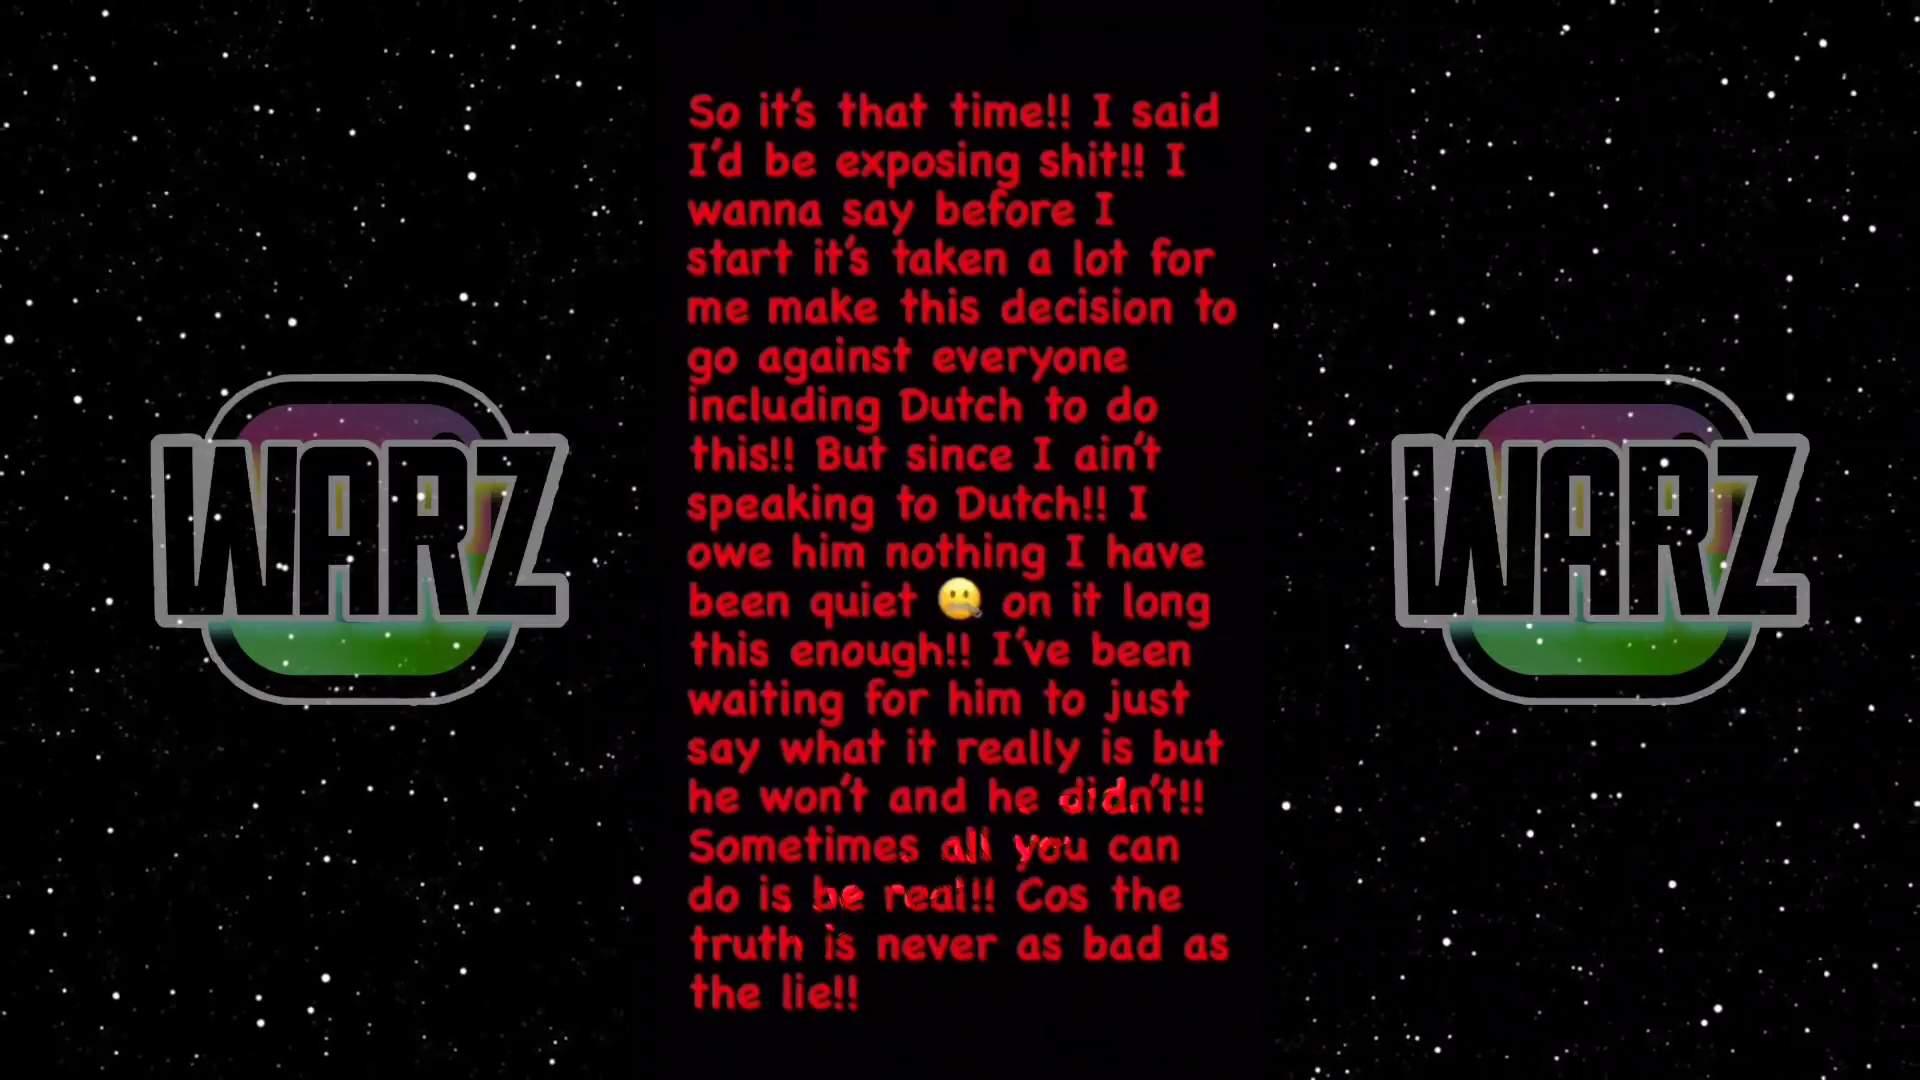 So it's that time!! I said
I'd be exposing shit!! I
wanna say before I
start it's taken a lot for
me make this decision to
go against everyone
including Dutch to do
this!! But since I ain't
speaking to Dutch!! I
owe him nothing I have
been quiet 🤐 on it long
this enough!! I've been
waiting for him to just
say what it really is but
he won't and he didn't!!
Sometimes all you can
do is be real!! Cos the
truth is never as bad as
the lie!!
WARZ
WARZ